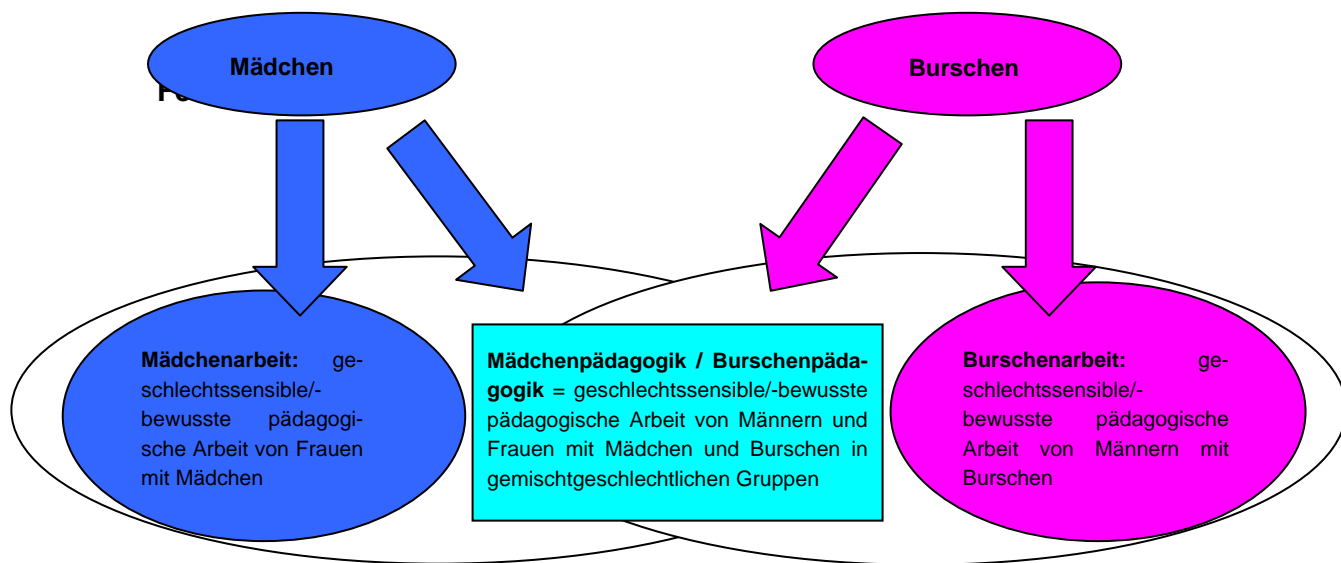 Mädchen
Burschen
Mädchenarbeit: ge-
schlechtssensible/-
bewusste pädagogi-
sche Arbeit von Frauen
mit Mädchen
Mädchenpädagogik / Burschenpäda-
gogik = geschlechtssensible/-bewusste
pädagogische Arbeit von Männern und
Frauen mit Mädchen und Burschen in
gemischtgeschlechtlichen Gruppen
Burschenarbeit: ge-
schlechtssensible/-
bewusste pädagogische
Arbeit von Männern mit
Burschen